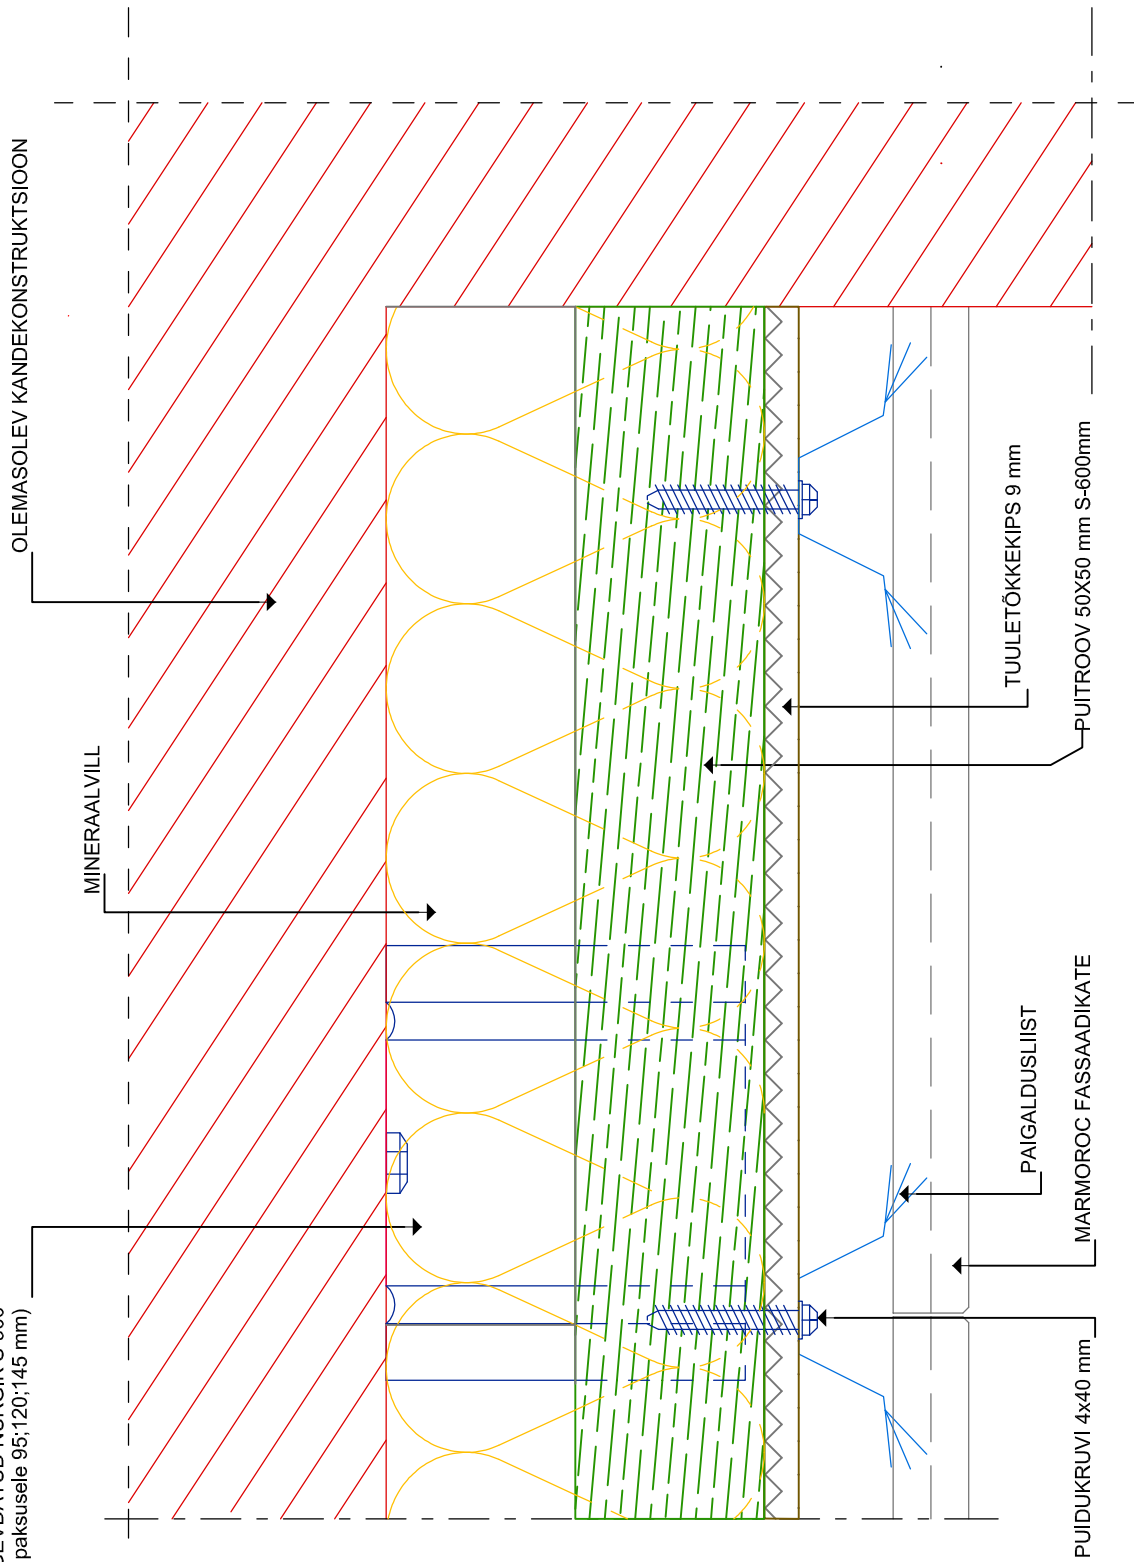 OLEMASOLEV KANDEKONSTRUKTSIOON
MINERAALVILL
paksusele 95;120;145 mm)
TUULETÕKKEKIPS 9 mm
PUITROOV 50X50 mm S-600mm
PAIGALDUSLIIST
MARMOROC FASSAADIKATE
PUIDUKRUVI 4x40 mm